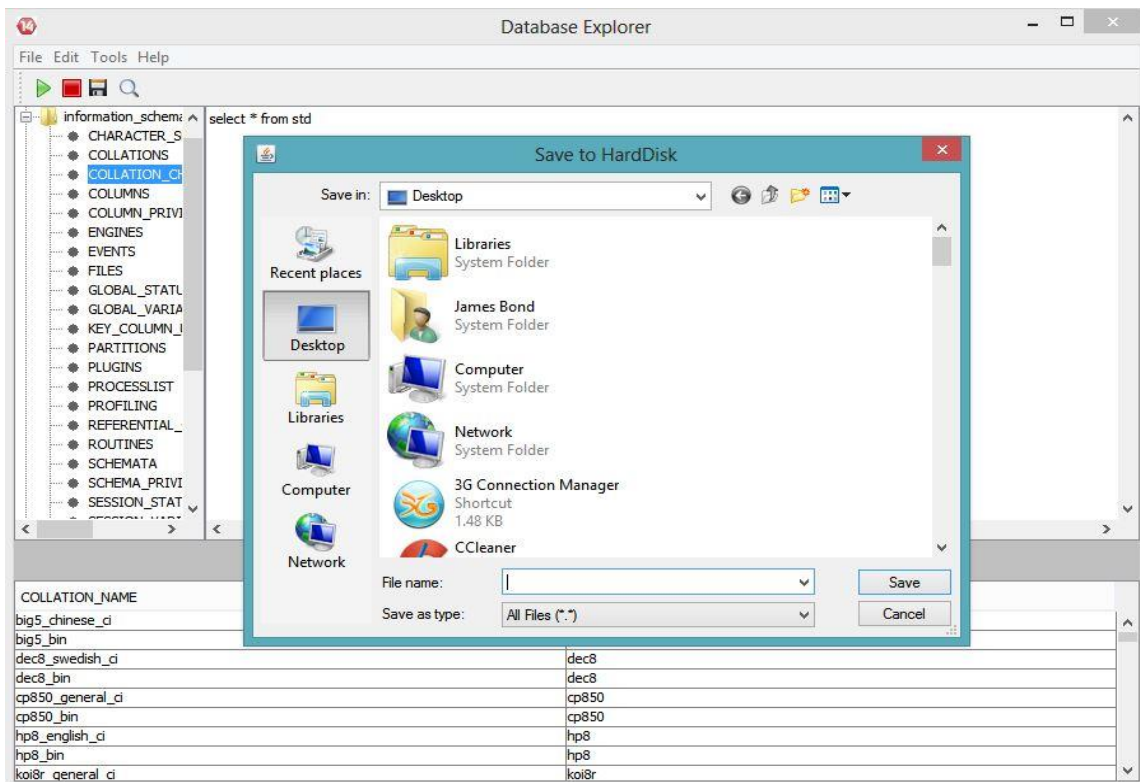 14
Database Explorer
File Edit Tools Help
information_schema
CHARACTER_S
COLLATIONS
COLLATION_CH
COLUMNS
COLUMN_PRIVI
ENGINES
EVENTS
FILES
GLOBAL_STATU
GLOBAL_VARIA
KEY_COLUMN_
PARTITIONS
PLUGINS
PROCESSLIST
PROFILING
REFERENTIAL_
ROUTINES
SCHEMATA
SCHEMA_PRIVI
SESSION_STAT
select * from std
Save to HardDisk
Save in: Desktop
Recent places
Desktop
Libraries
Computer
Network
Libraries
System Folder
James Bond
System Folder
Computer
System Folder
Network
System Folder
3G Connection Manager
Shortcut
1.48 KB
CCleaner
File name: Save
Save as type: All Files (*.*) Cancel
COLLATION_NAME
big5_chinese_ci
big5_bin
dec8_swedish_ci dec8
dec8_bin dec8
cp850_general_ci cp850
cp850_bin cp850
hp8_english_ci hp8
hp8_bin hp8
koi8r_general_ci koi8r